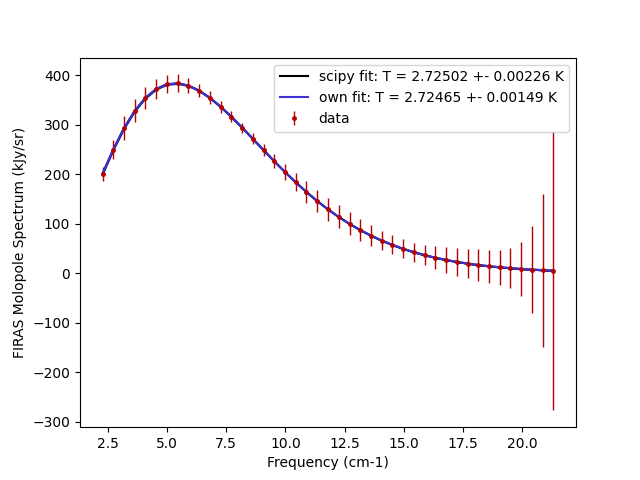 scipy fit: T = 2.72502 +- 0.00226 K
own fit: T = 2.72465 +- 0.00149 K
data
400
300
200
100
0
−100
−200
−300
FIRAS Molopole Spectrum (kJy/sr)
2.5 5.0 7.5 10.0 12.5 15.0 17.5 20.0
Frequency (cm-1)